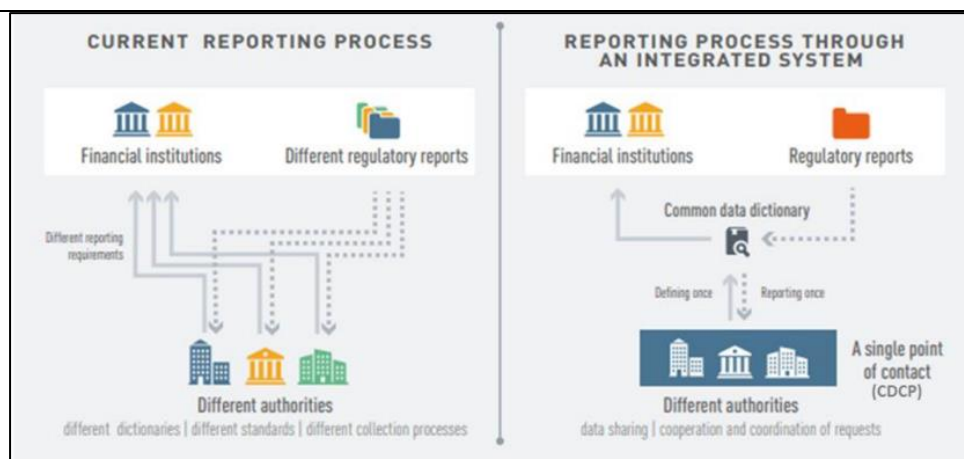 CURRENT REPORTING PROCESS
Financial institutions
Different regulatory reports
Different reporting
requirements
Different authorities
different dictionaries | different standards | different collection processes
REPORTING PROCESS THROUGH
AN INTEGRATED SYSTEM
Financial institutions
Regulatory reports
Common data dictionary
Defining once
Reporting once
A single point
of contact
(CDCP)
Different authorities
data sharing | cooperation and coordination of requests